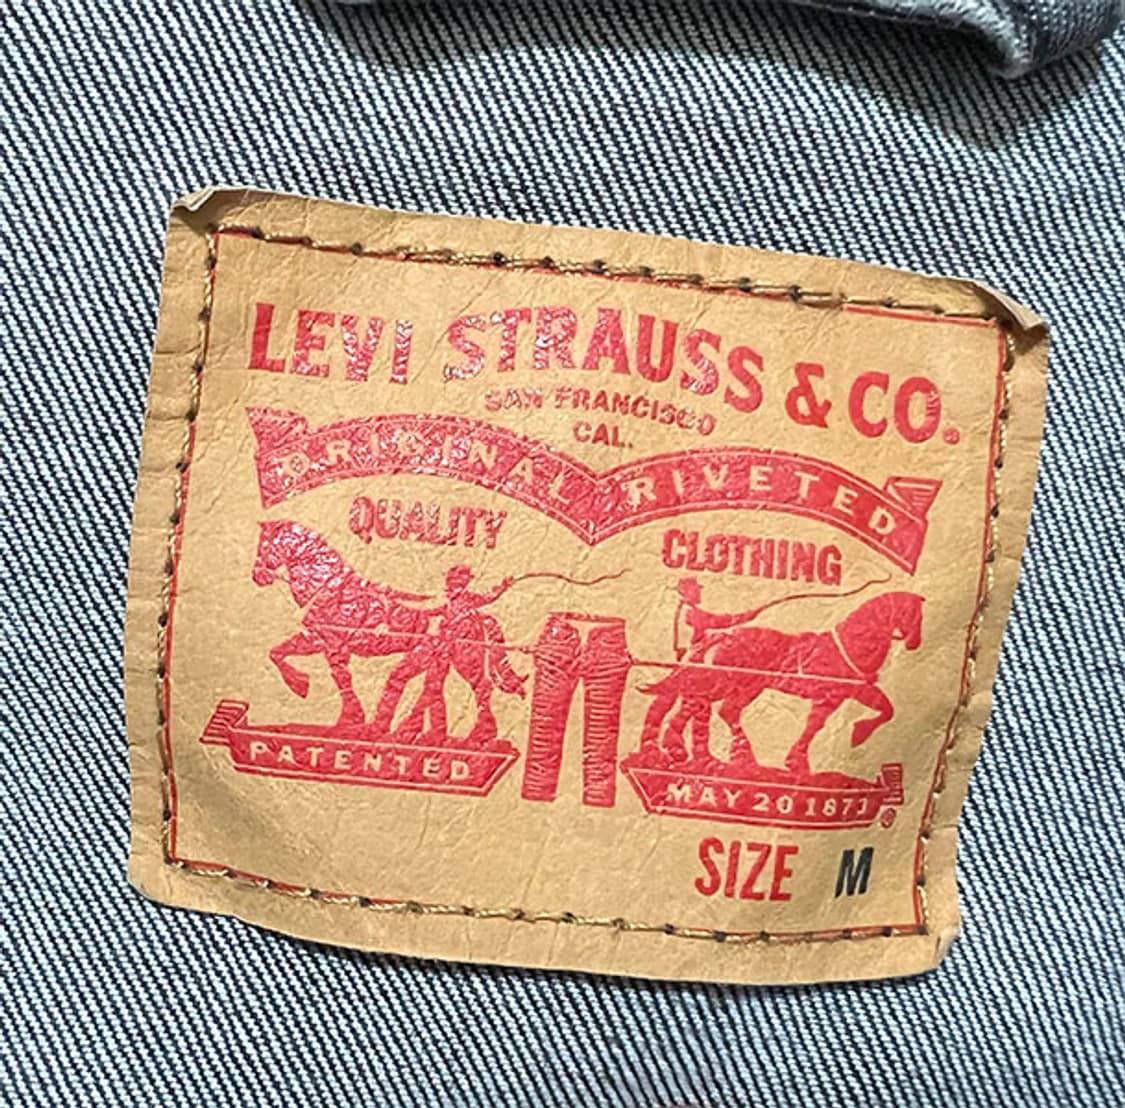 LEVI STRAUSS & CO.
SAN FRANCISCO
CAL.
ORIGINAL RIVETED
QUALITY CLOTHING
PATENTED MAY 20 1873
®
SIZE M